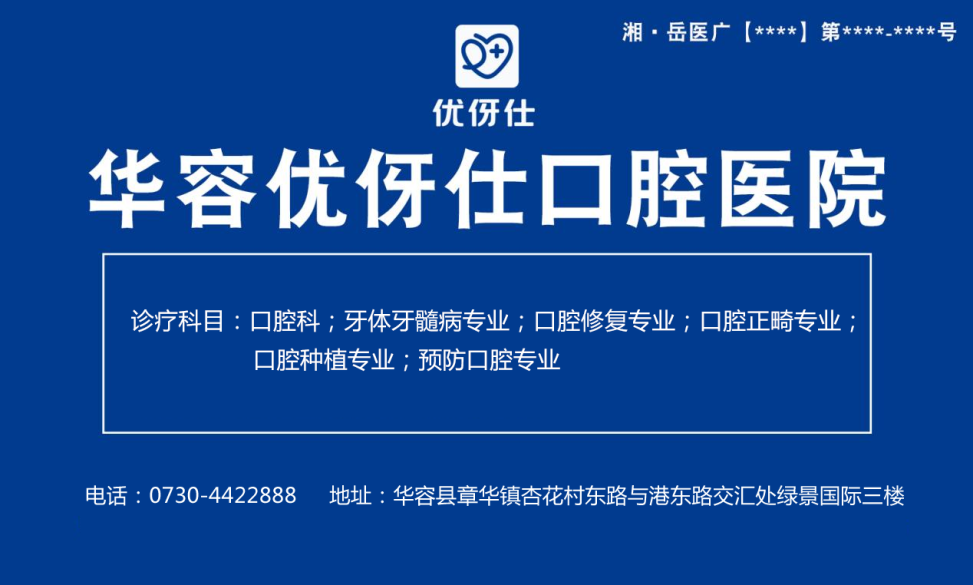 湘·岳医广【****】第****-****号
优伢仕
华容优伢仕口腔医院
诊疗科目：口腔科；牙体牙髓病专业；口腔修复专业；口腔正畸专业；
口腔种植专业；预防口腔专业
电话：0730-4422888 地址：华容县章华镇杏花村东路与港东路交汇处绿景国际三楼